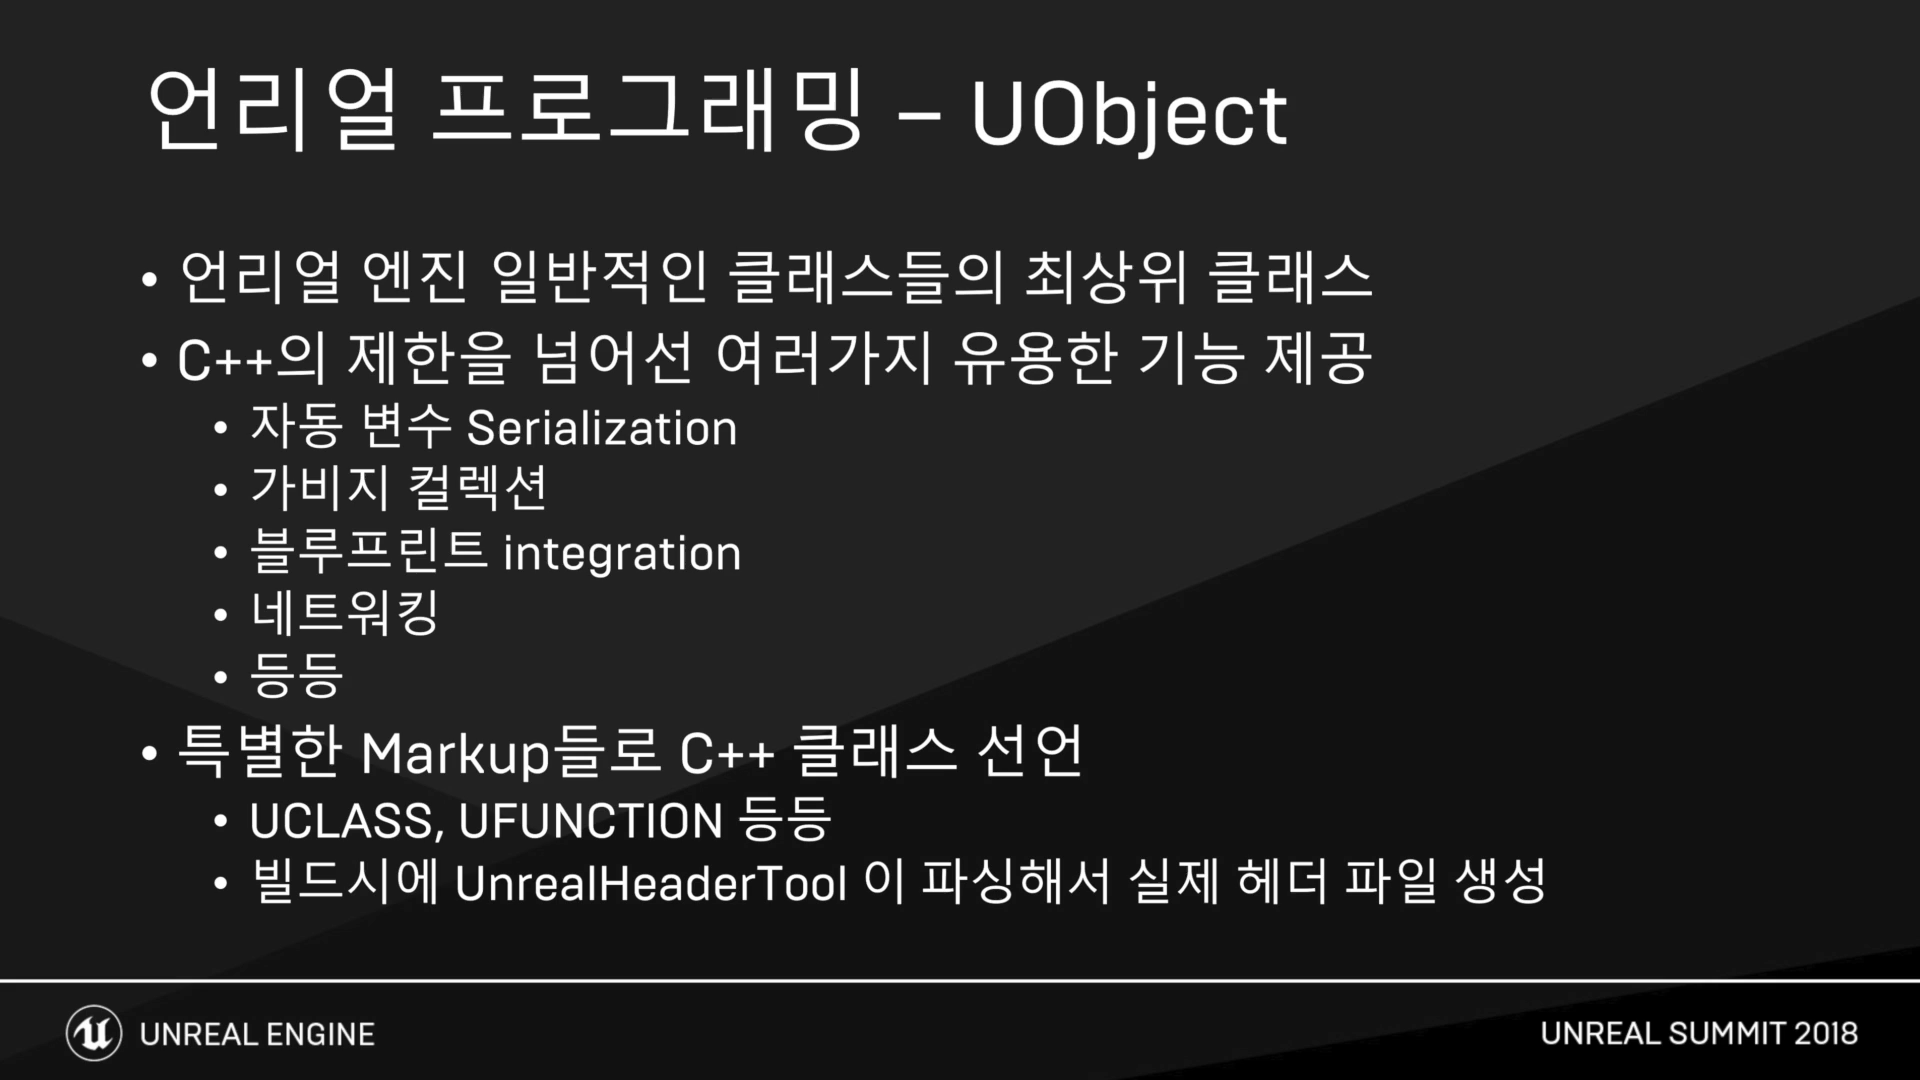 언리얼 프로그래밍 – UObject
• 언리얼 엔진 일반적인 클래스들의 최상위 클래스
• C++의 제한을 넘어선 여러가지 유용한 기능 제공
• 자동 변수 Serialization
• 가비지 컬렉션
• 블루프린트 integration
• 네트워킹
• 등등
• 특별한 Markup들로 C++ 클래스 선언
• UCLASS, UFUNCTION 등등
• 빌드시에 UnrealHeaderTool 이 파싱해서 실제 헤더 파일 생성
UNREAL ENGINE
UNREAL SUMMIT 2018